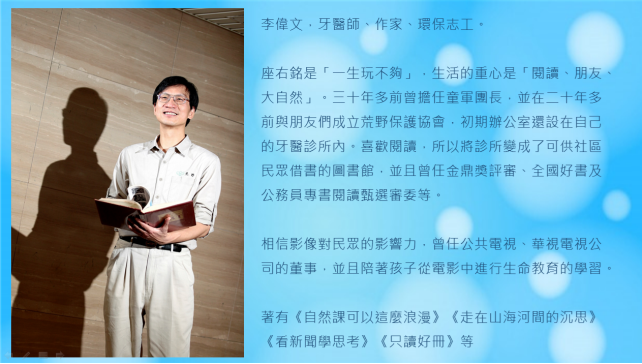 李偉文，牙醫師、作家、環保志工。
座右銘是「一生玩不夠」，生活的重心是「閱讀、朋友、
大自然」。三十年多前曾擔任童軍團長，並在二十年多
前與朋友們成立荒野保護協會，初期辦公室還設在自己
的牙醫診所內。喜歡閱讀，所以將診所變成了可供社區
民眾借書的圖書館，並且曾任金鼎獎評審、全國好書及
公務員專書閱讀甄選審委等。
相信影像對民眾的影響力，曾任公共電視、華視電視公
司的董事，並且陪著孩子從電影中進行生命教育的學習。
著有《自然課可以這麼浪漫》《走在山海河間的沉思》
《看新聞學思考》《只讀好冊》等